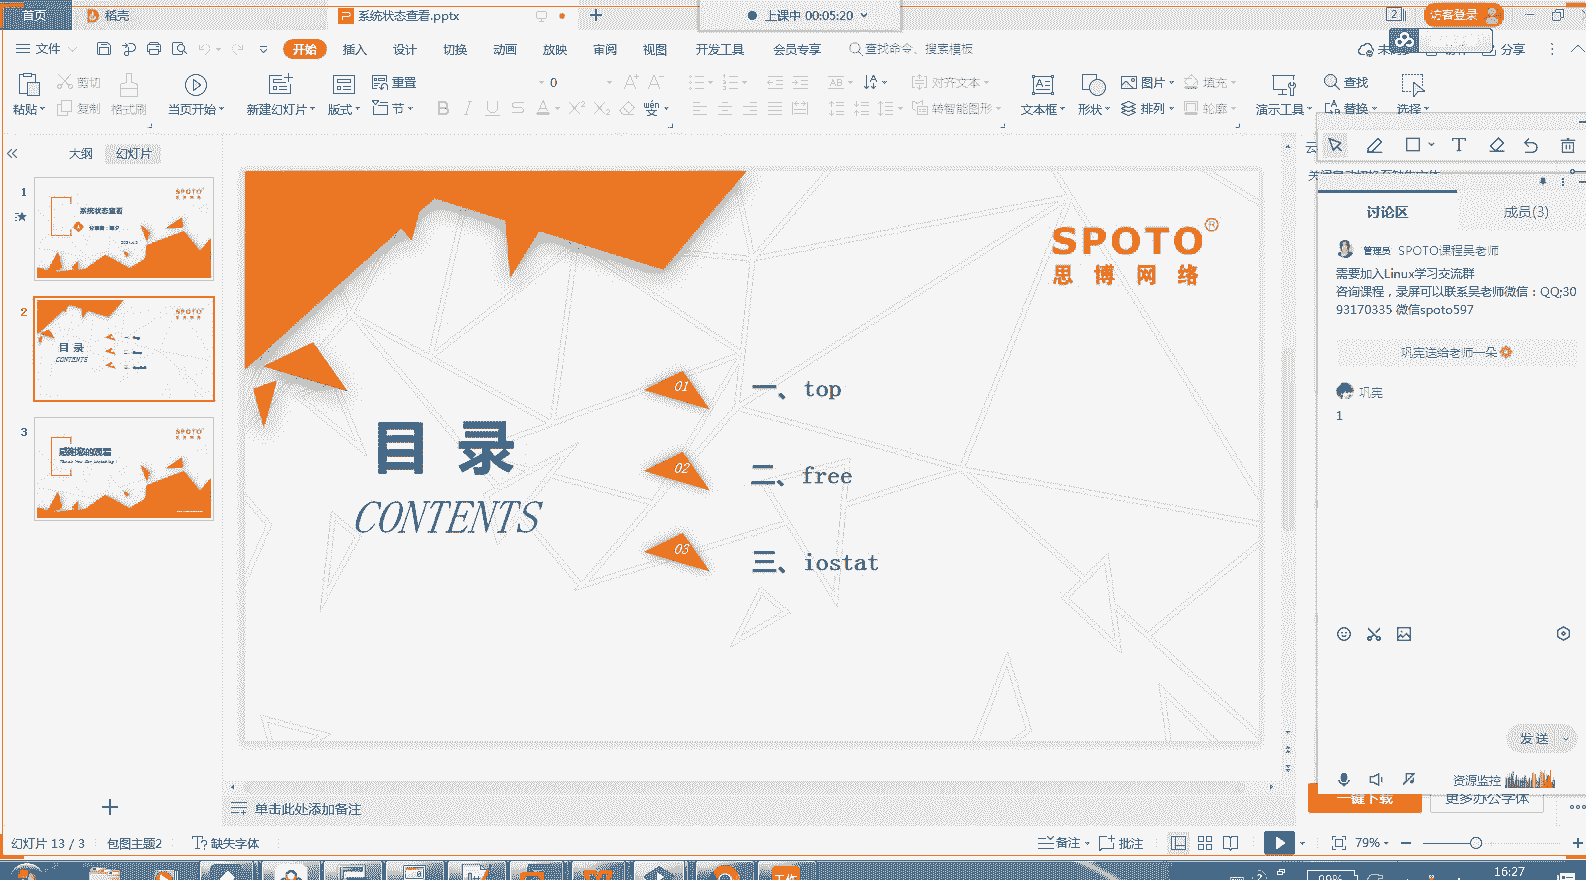 首页
稻壳
系统状态查看.pptx
上课中 00:05:20
2
访客登录
文件
开始
插入
设计
切换
动画
放映
审阅
视图
开发工具
会员专享
查找命令、搜索模板
分享
粘贴
剪切
复制
格式刷
当页开始
新建幻灯片
版式
重置
节
0
B I U S A
wén
AB
对齐文本
转智能图形
文本框
形状
图片
排列
填充
轮廓
演示工具
查找
替换
选择
大纲
幻灯片
1
系统状态查看
SPOTO
2
目录
CONTENTS
SPOTO
3
感谢您的观看
SPOTO
SPOTO®
思博网络
目录
CONTENTS
01
一、top
02
二、free
03
三、iostat
讨论区
成员(3)
管理员 SPOTO课程吴老师
需要加入Linux学习交流群
咨询课程，录屏可以联系吴老师微信：QQ;30
93170335 微信spoto597
巩宪送给老师一朵
巩宪
1
发送
资源监控
一键下载
更多办公字体
单击此处添加备注
幻灯片 13 / 3
包图主题2
缺失字体
备注
批注
79%
99%
16:27